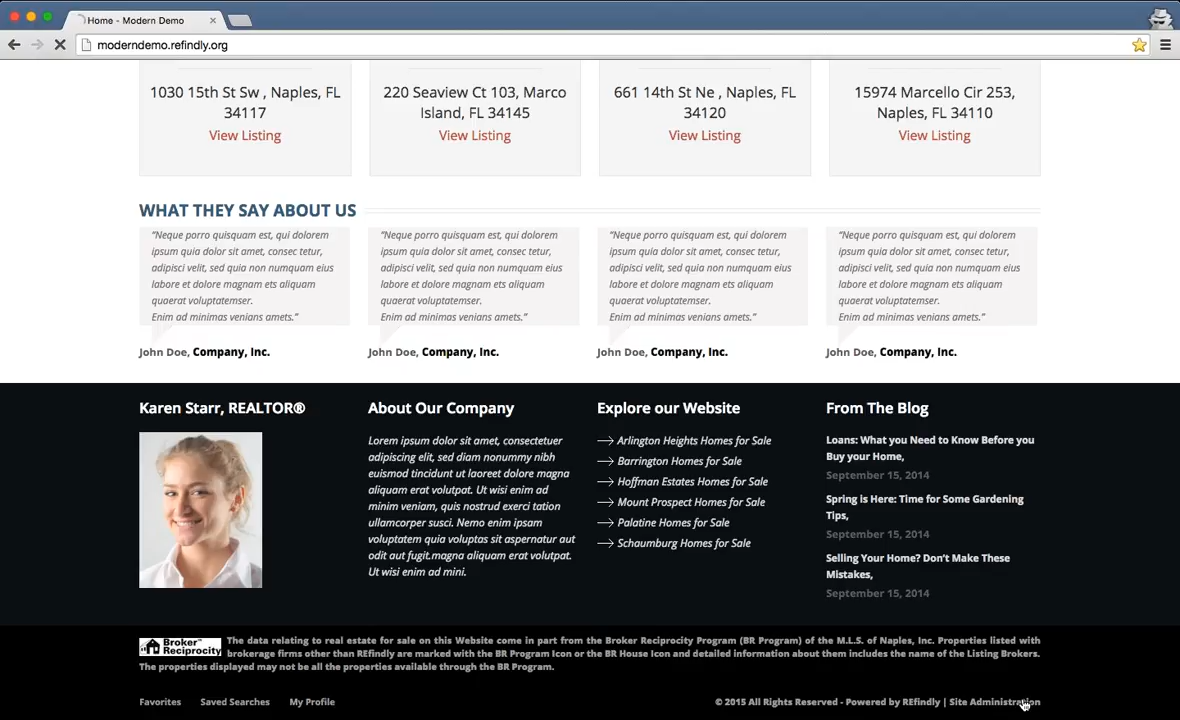 Home - Modern Demo
moderndemo.refindly.org
1030 15th St Sw , Naples, FL
34117
View Listing
220 Seaview Ct 103, Marco
Island, FL 34145
View Listing
661 14th St Ne , Naples, FL
34120
View Listing
15974 Marcello Cir 253,
Naples, FL 34110
View Listing
WHAT THEY SAY ABOUT US
“Neque porro quisquam est, qui dolorem
ipsum quia dolor sit amet, consec tetur,
adipisci velit, sed quia non numquam eius
labore et dolore magnam ets aliquam
quaerat voluptatemser.
Enim ad minimas venians amets.”
John Doe, Company, Inc.
“Neque porro quisquam est, qui dolorem
ipsum quia dolor sit amet, consec tetur,
adipisci velit, sed quia non numquam eius
labore et dolore magnam ets aliquam
quaerat voluptatemser.
Enim ad minimas venians amets.”
John Doe, Company, Inc.
“Neque porro quisquam est, qui dolorem
ipsum quia dolor sit amet, consec tetur,
adipisci velit, sed quia non numquam eius
labore et dolore magnam ets aliquam
quaerat voluptatemser.
Enim ad minimas venians amets.”
John Doe, Company, Inc.
“Neque porro quisquam est, qui dolorem
ipsum quia dolor sit amet, consec tetur,
adipisci velit, sed quia non numquam eius
labore et dolore magnam ets aliquam
quaerat voluptatemser.
Enim ad minimas venians amets.”
John Doe, Company, Inc.
Karen Starr, REALTOR®
About Our Company
Lorem ipsum dolor sit amet, consectetuer
adipiscing elit, sed diam nonummy nibh
euismod tincidunt ut laoreet dolore magna
aliquam erat volutpat. Ut wisi enim ad
minim veniam, quis nostrud exerci tation
ullamcorper susci. Nemo enim ipsam
voluptatem quia voluptas sit aspernatur aut
odit aut fugit.magna aliquam erat volutpat.
Ut wisi enim ad mini.
Explore our Website
Arlington Heights Homes for Sale
Barrington Homes for Sale
Hoffman Estates Homes for Sale
Mount Prospect Homes for Sale
Palatine Homes for Sale
Schaumburg Homes for Sale
From The Blog
Loans: What you Need to Know Before you
Buy your Home,
September 15, 2014
Spring is Here: Time for Some Gardening
Tips,
September 15, 2014
Selling Your Home? Don’t Make These
Mistakes,
September 15, 2014
Broker™
Reciprocity
The data relating to real estate for sale on this Website come in part from the Broker Reciprocity Program (BR Program) of the M.L.S. of Naples, Inc. Properties listed with
brokerage firms other than REfindly are marked with the BR Program Icon or the BR House Icon and detailed information about them includes the name of the Listing Brokers.
The properties displayed may not be all the properties available through the BR Program.
Favorites Saved Searches My Profile
© 2015 All Rights Reserved - Powered by REfindly | Site Administration